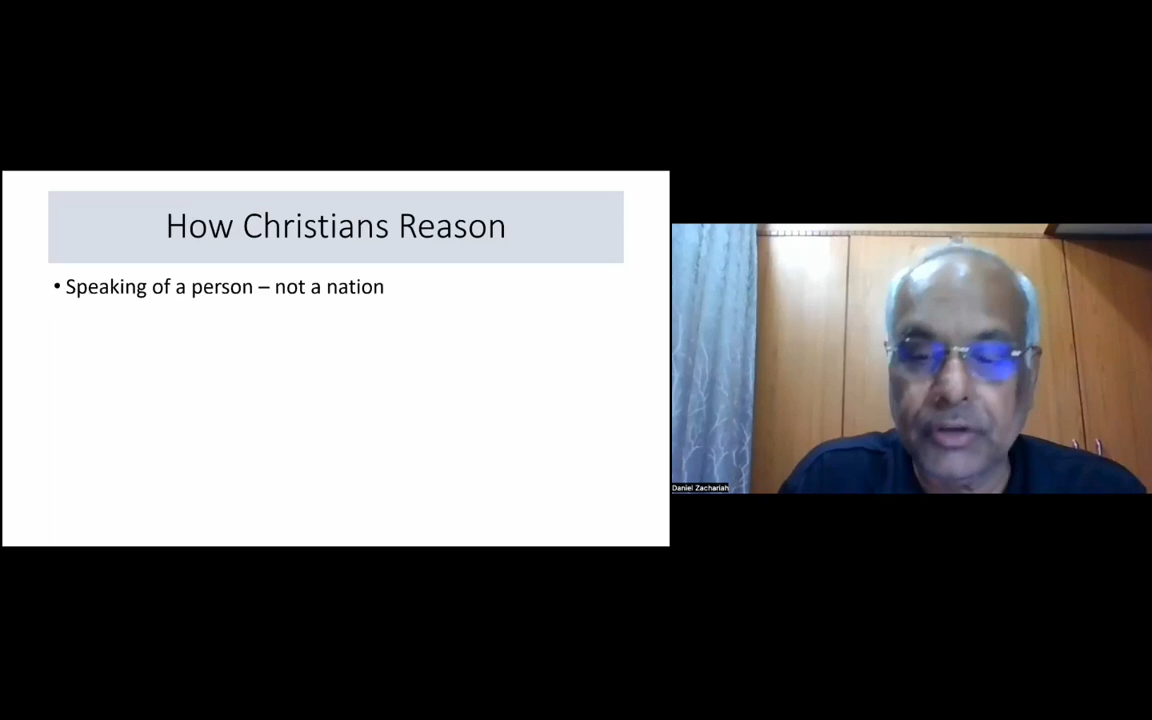 How Christians Reason
• Speaking of a person – not a nation
Daniel Zachariah